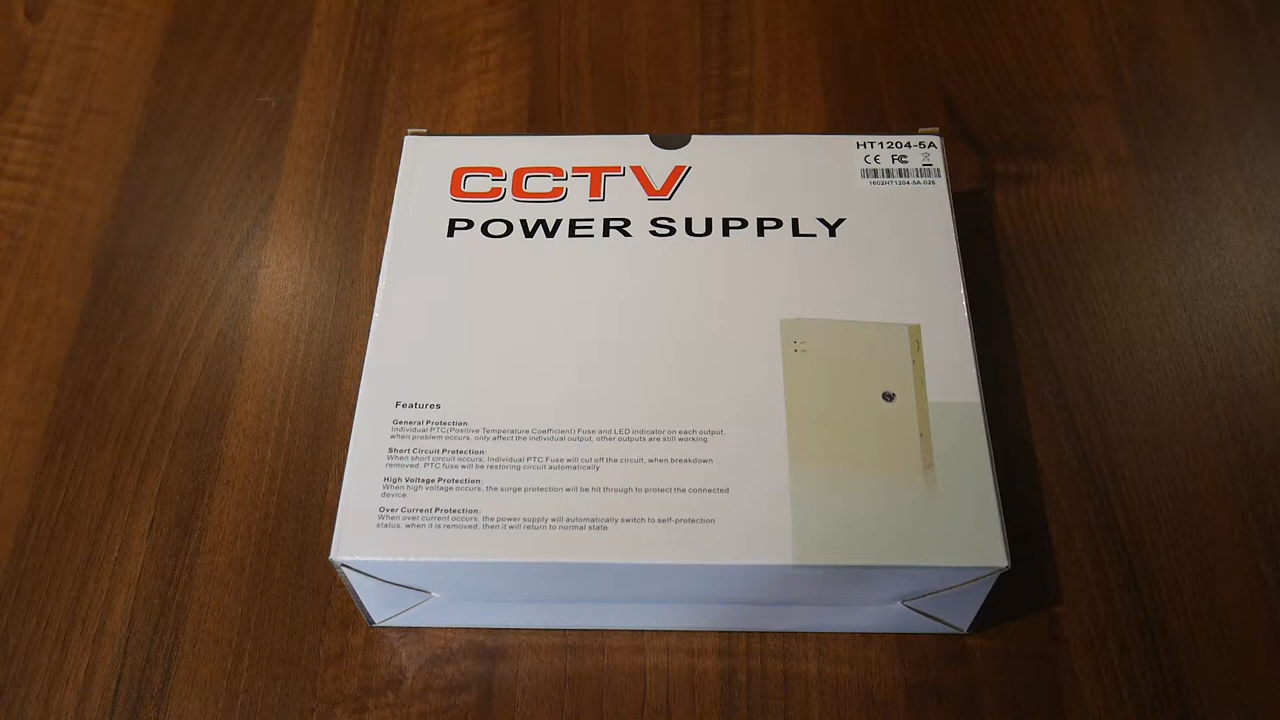 HT1204-5A
CE FC
1602HT1204-5A-026
CCTV
POWER SUPPLY
Features
General Protection:
Individual PTC(Positive Temperature Coefficient) Fuse and LED indicator on each output,
when problem occurs, only affect the individual output, other outputs are still working.
Short Circuit Protection:
When short circuit occurs, Individual PTC Fuse will cut off the circuit, when breakdown
removed, PTC fuse will be restoring circuit automatically.
High Voltage Protection:
When high voltage occurs, the surge protection will be hit through to protect the connected
device.
Over Current Protection:
When over current occurs, the power supply will automatically switch to self-protection
status, when it is removed, then it will return to normal state.